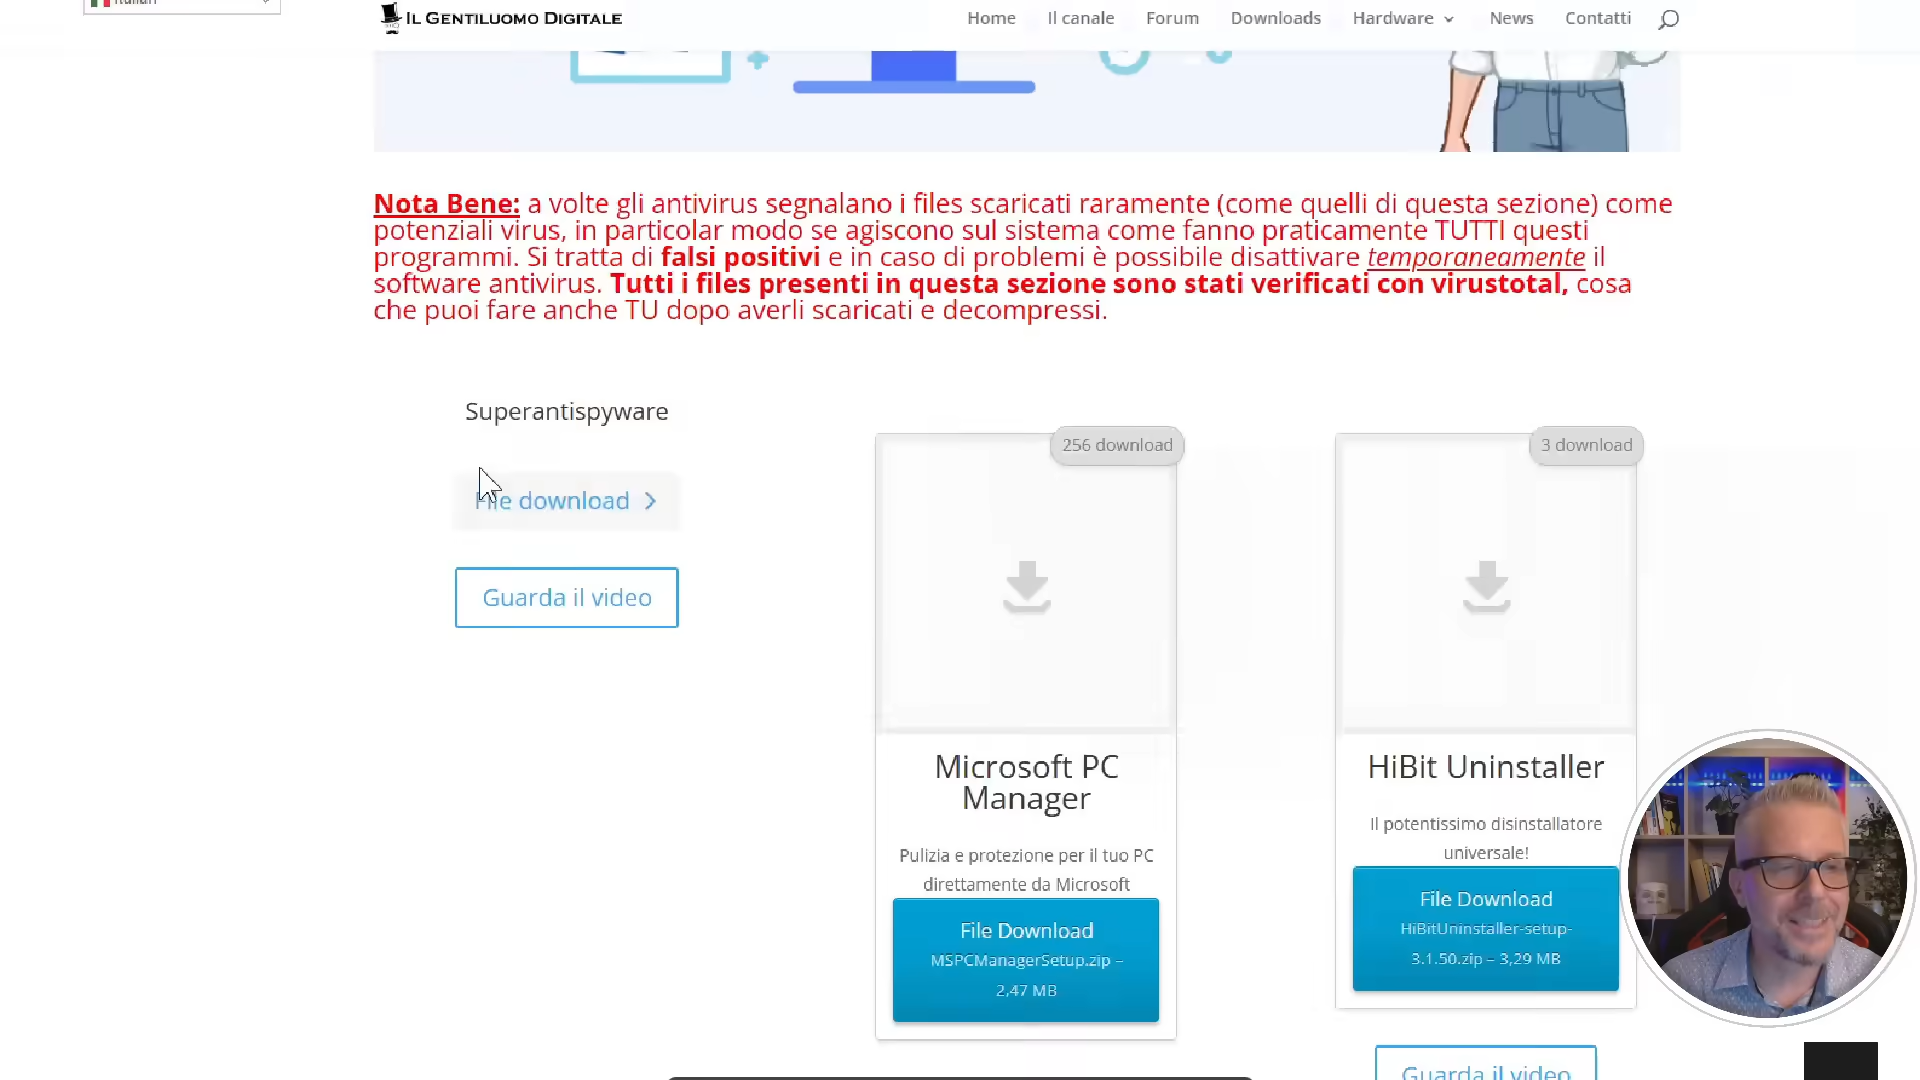 Italian
IL GENTILUOMO DIGITALE
Home Il canale Forum Downloads Hardware News Contatti
Nota Bene: a volte gli antivirus segnalano i files scaricati raramente (come quelli di questa sezione) come
potenziali virus, in particolar modo se agiscono sul sistema come fanno praticamente TUTTI questi
programmi. Si tratta di falsi positivi e in caso di problemi è possibile disattivare temporaneamente il
software antivirus. Tutti i files presenti in questa sezione sono stati verificati con virustotal, cosa
che puoi fare anche TU dopo averli scaricati e decompressi.
Superantispyware
File download
Guarda il video
256 download
Microsoft PC
Manager
Pulizia e protezione per il tuo PC
direttamente da Microsoft
File Download
MSPCManagerSetup.zip –
2,47 MB
3 download
HiBit Uninstaller
Il potentissimo disinstallatore
universale!
File Download
HiBitUninstaller-setup-
3.1.50.zip – 3,29 MB
Guarda il video